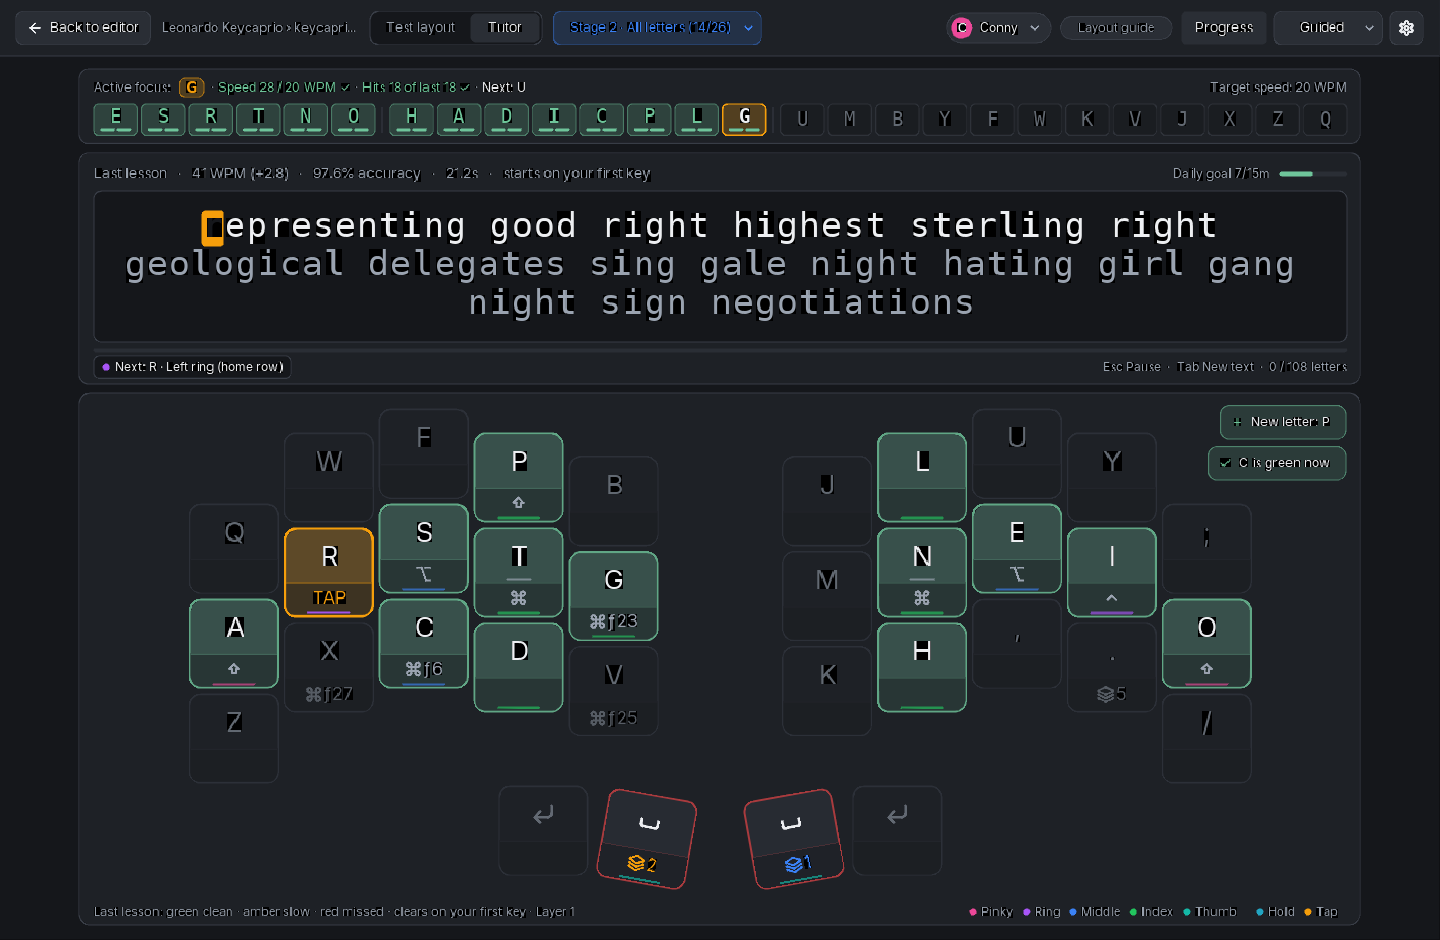 Back to editor
Leonardo Keycaprio › keycapri...
Test layout
Tutor
Stage 2 · All letters (14/26)
C
Conny
Layout guide
Progress
Guided
Active focus: G · Speed 28 / 20 WPM ✓ · Hits 18 of last 18 ✓ · Next: U
Target speed: 20 WPM
E S R T N O H A D I C P L G U M B Y F W K V J X Z Q
Last lesson · 41 WPM (+2.8) · 97.6% accuracy · 21.2s · starts on your first key
Daily goal 7/15m
representing good right highest sterling right
geological delegates sing gale night hating girl gang
night sign negotiations
Next: R · Left ring (home row)
Esc Pause · Tab New text · 0 / 108 letters
+ New letter: P
✓ C is green now
F U
W P L Y
B J
Q S E ;
R T N I
TAP ⌘ ⌘ ^
G M
⌘ƒ23
A C O
⌘ƒ6
X D H , .
⌘ƒ27 5
V K
⌘ƒ25
Z /
2 1
Last lesson: green clean · amber slow · red missed · clears on your first key · Layer 1
Pinky Ring Middle Index Thumb Hold Tap